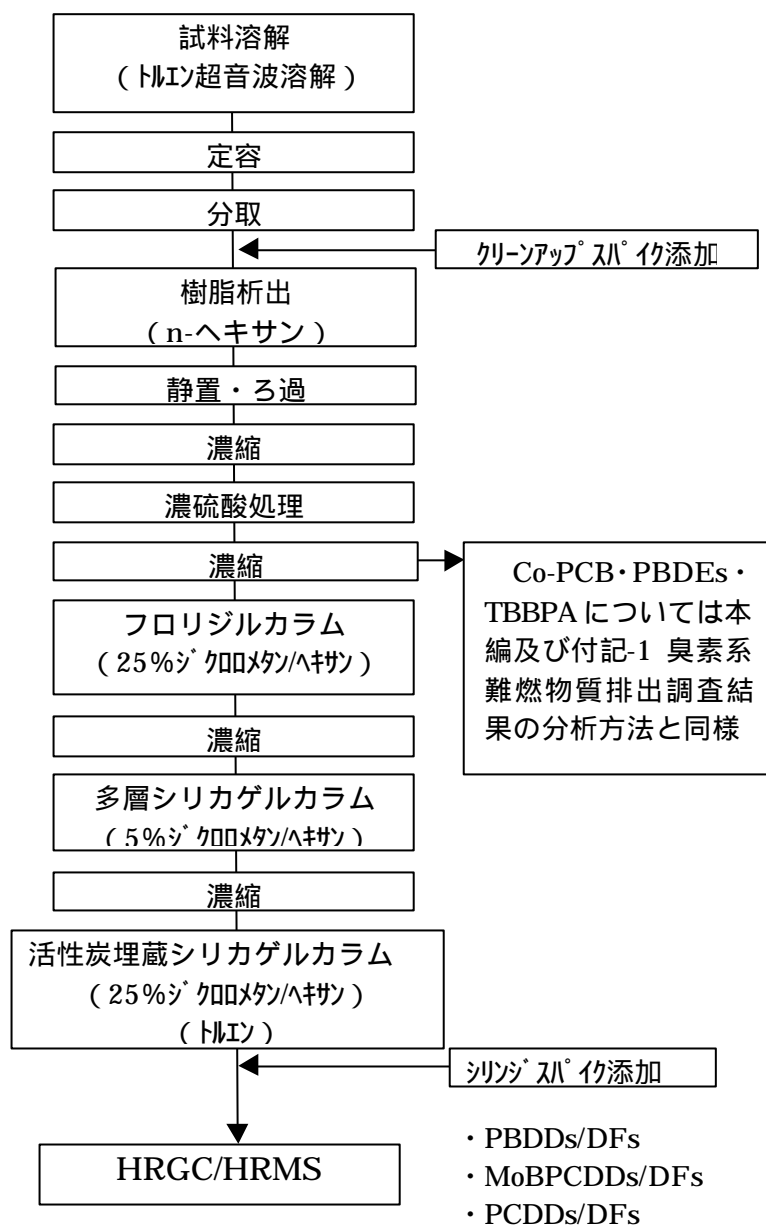 試料溶解
(ﾄﾙｴﾝ超音波溶解)
定容
分取
ｸﾘｰﾝｱｯﾌﾟｽﾊﾟｲｸ添加
樹脂析出
(n-ヘキサン)
静置・ろ過
濃縮
濃硫酸処理
濃縮
Co-PCB・PBDEs・
TBBPAについては本
編及び付記-1 臭素系
難燃物質排出調査結
果の分析方法と同様
フロリジルカラム
(25%ｼﾞｸﾛﾛﾒﾀﾝ/ﾍｷｻﾝ)
濃縮
多層シリカゲルカラム
(5%ｼﾞｸﾛﾛﾒﾀﾝ/ﾍｷｻﾝ)
濃縮
活性炭埋蔵シリカゲルカラム
(25%ｼﾞｸﾛﾛﾒﾀﾝ/ﾍｷｻﾝ)
(ﾄﾙｴﾝ)
ｼﾘﾝｼﾞｽﾊﾟｲｸ添加
HRGC/HRMS
・PBDDs/DFs
・MoBPCDDs/DFs
・PCDDs/DFs